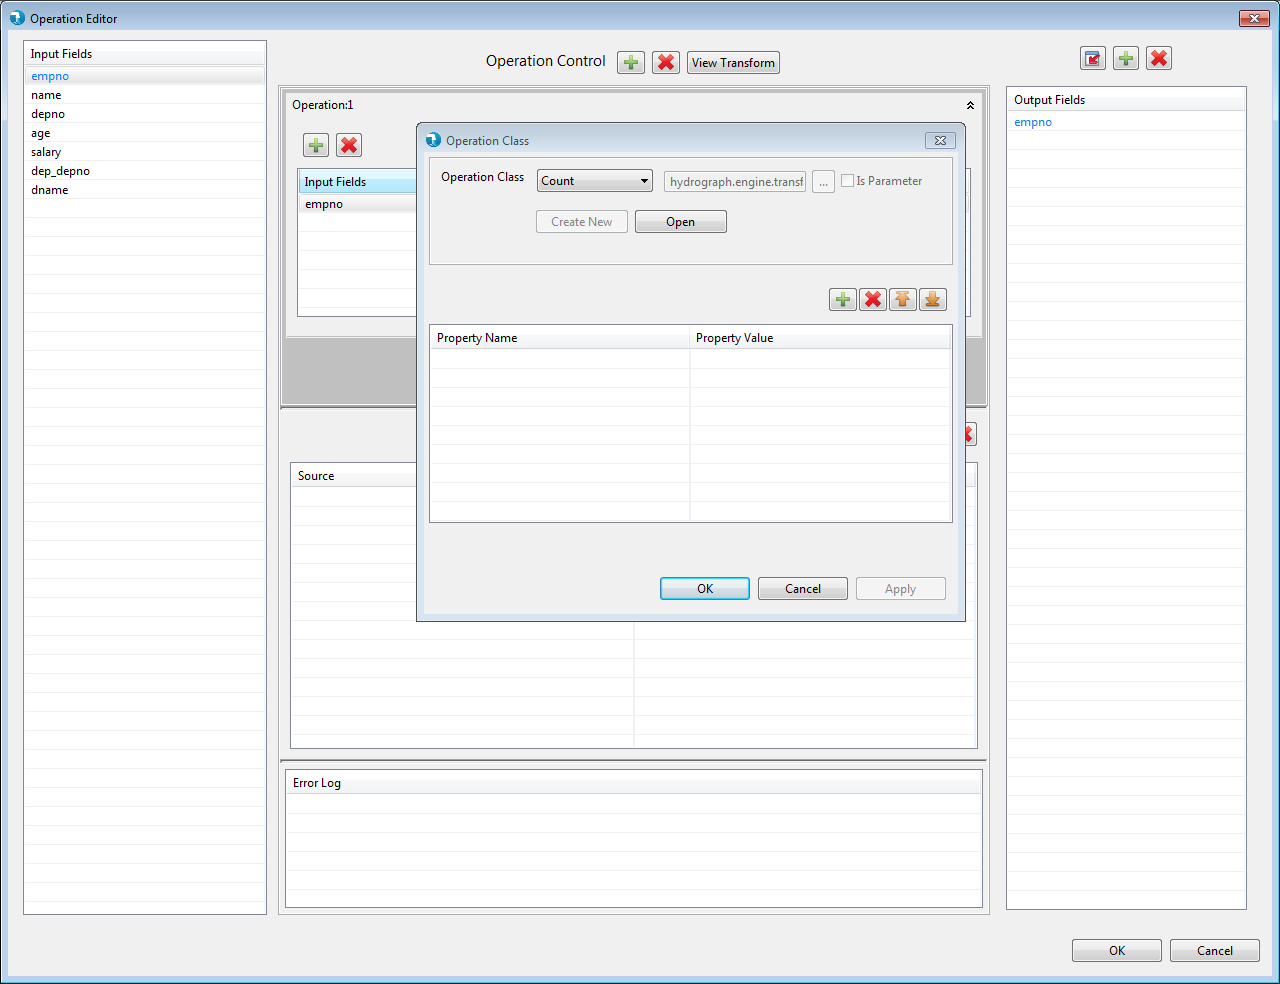 Operation Editor
Input Fields
empno
name
depno
age
salary
dep_depno
dname
Operation Control
View Transform
Operation:1
Input Fields
empno
Operation Class
Operation Class
Count
hydrograph.engine.transf
...
Is Parameter
Create New
Open
Property Name
Property Value
OK
Cancel
Apply
Source
Error Log
Output Fields
empno
OK
Cancel